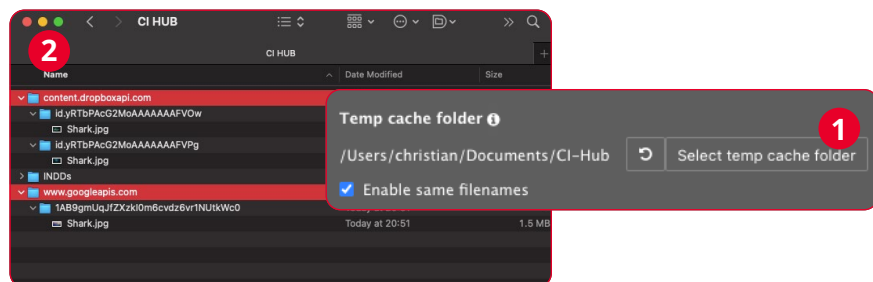 CI HUB
2
CI HUB
+
Name
Date Modified
Size
content.dropboxapi.com
id.yRTbPAcG2MoAAAAAAAFVOw
Shark.jpg
id.yRTbPAcG2MoAAAAAAAFVPg
Shark.jpg
INDDs
www.googleapis.com
1AB9gmUqJfZXzkI0m6cvdz6vr1NUtkWc0
Shark.jpg
Today at 20:51
1.5 MB
Temp cache folder
1
/Users/christian/Documents/CI-Hub
Select temp cache folder
Enable same filenames